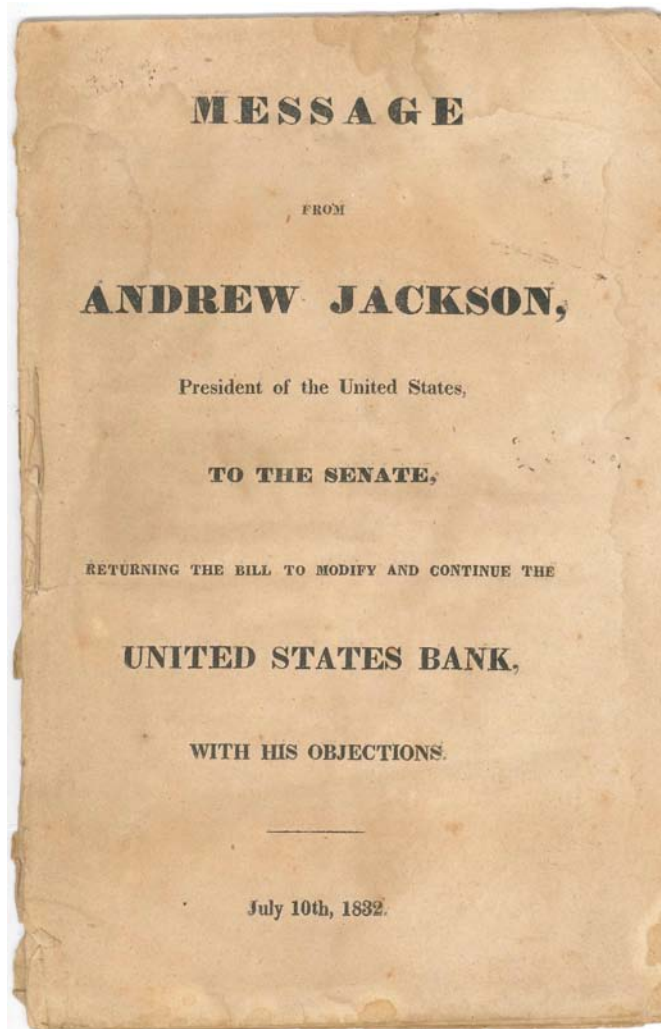 MESSAGE
FROM
ANDREW JACKSON,
President of the United States,
TO THE SENATE,
RETURNING THE BILL TO MODIFY AND CONTINUE THE
UNITED STATES BANK,
WITH HIS OBJECTIONS.
July 10th, 1832.